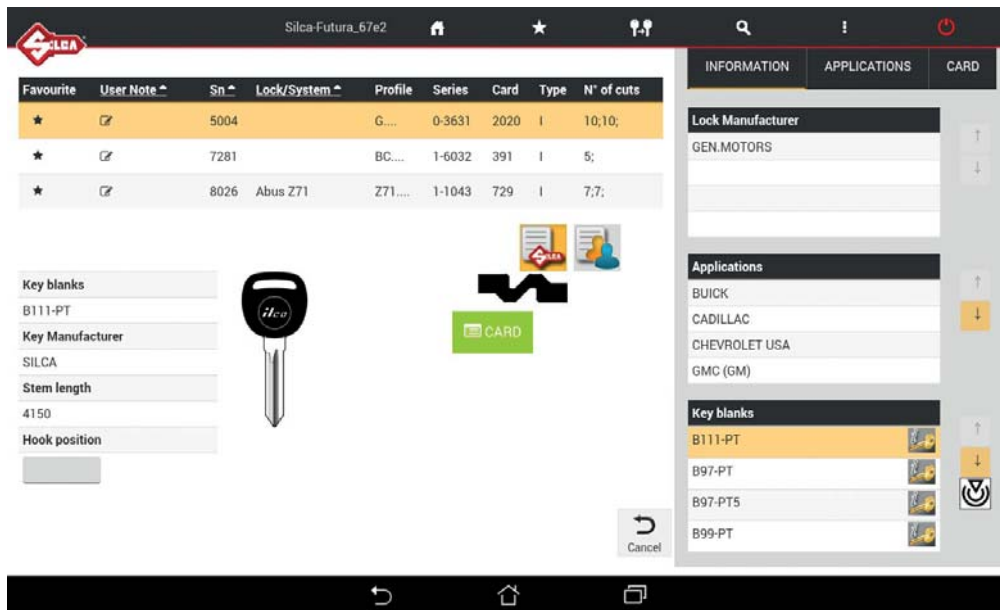 Silca-Futura_67e2
SILCA
INFORMATION APPLICATIONS CARD
Favourite User Note Sn Lock/System Profile Series Card Type N° of cuts
5004 G.... 0-3631 2020 I 10;10;
7281 BC.... 1-6032 391 I 5;
8026 Abus Z71 Z71.... 1-1043 729 I 7;7;
SILCA
Key blanks
B111-PT
Key Manufacturer
SILCA
Stem length
4150
Hook position
ilco
CARD
Cancel
Lock Manufacturer
GEN.MOTORS
Applications
BUICK
CADILLAC
CHEVROLET USA
GMC (GM)
Key blanks
B111-PT
B97-PT
B97-PT5
B99-PT